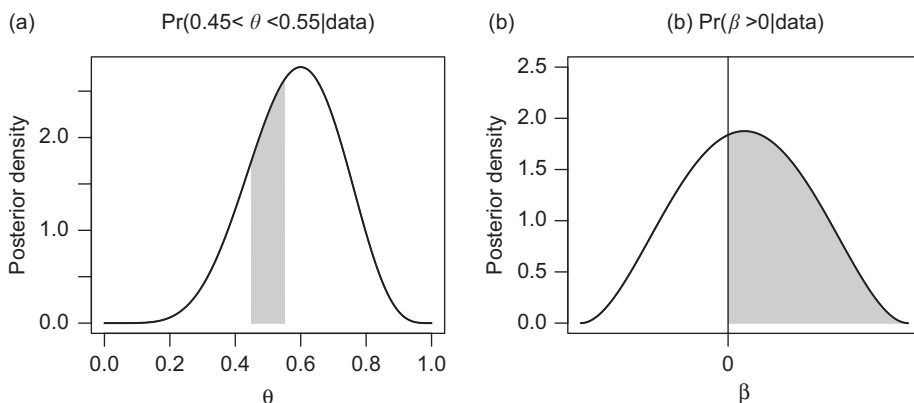 (a) Pr(0.45< θ <0.55|data)
Posterior density
2.0
1.0
0.0
0.0 0.2 0.4 0.6 0.8 1.0
θ
(b) (b) Pr(β >0|data)
Posterior density
2.5
2.0
1.5
1.0
0.5
0.0
0
β